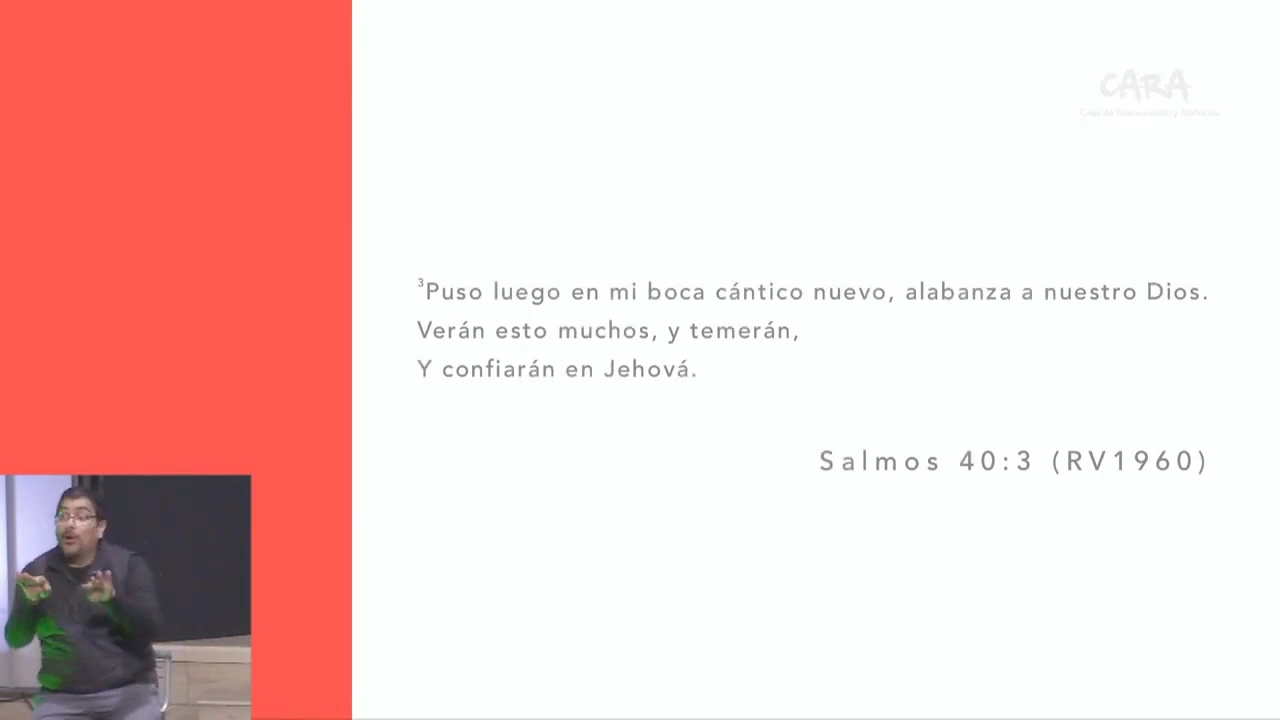 CARA
³Puso luego en mi boca cántico nuevo, alabanza a nuestro Dios.
Verán esto muchos, y temerán,
Y confiarán en Jehová.
Salmos 40:3 (RV1960)